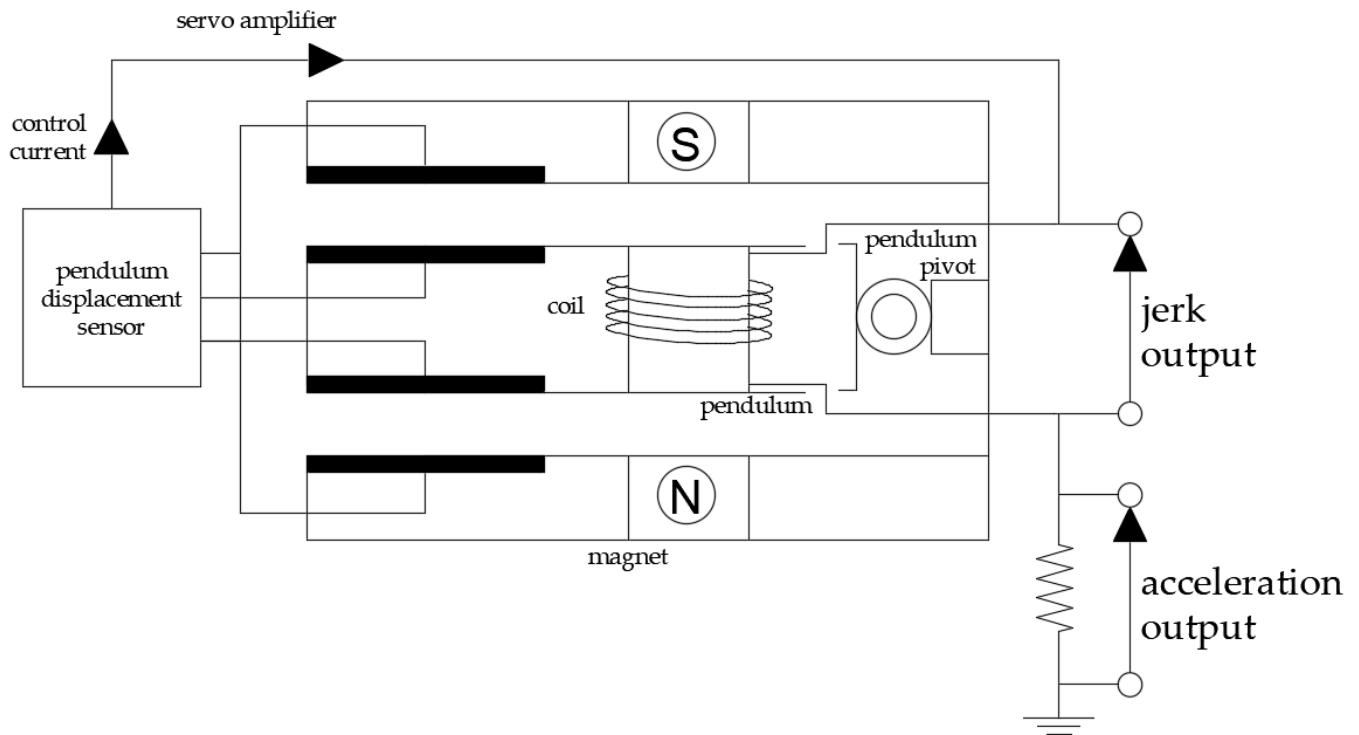 servo amplifier
control
current
S
pendulum
displacement
sensor
coil
pendulum
pivot
jerk
output
pendulum
N
magnet
acceleration
output